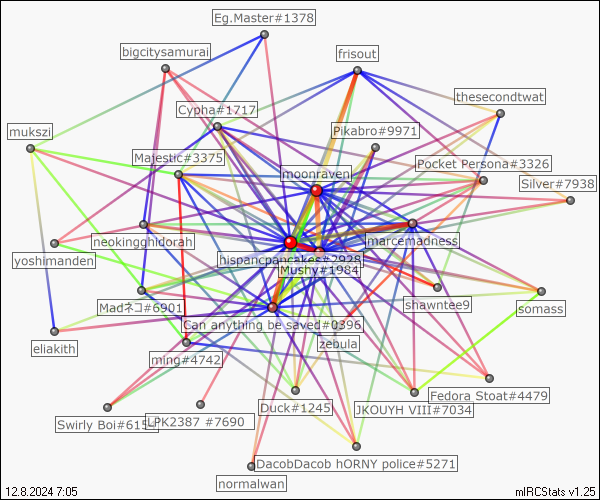 Eg.Master#1378
bigcitysamurai
frisout
thesecondtwat
Cypha#1717
Pikabro#9971
mukszi
Majestic#3375
Pocket Persona#3326
moonraven
Silver#7938
neokingghidorah
marcemadness
yoshimanden
hispancpancakes#2928
Mushy#1984
Madネコ#6901
shawntee9
somass
Can anything be saved#0396
eliakith
zebula
ming#4742
Fedora Stoat#4479
Duck#1245
JKOUYH VIII#7034
Swirly Boi#615
LPK2387 #7690
DacobDacob hORNY police#5271
normalwan
12.8.2024 7:05
mIRCStats v1.25